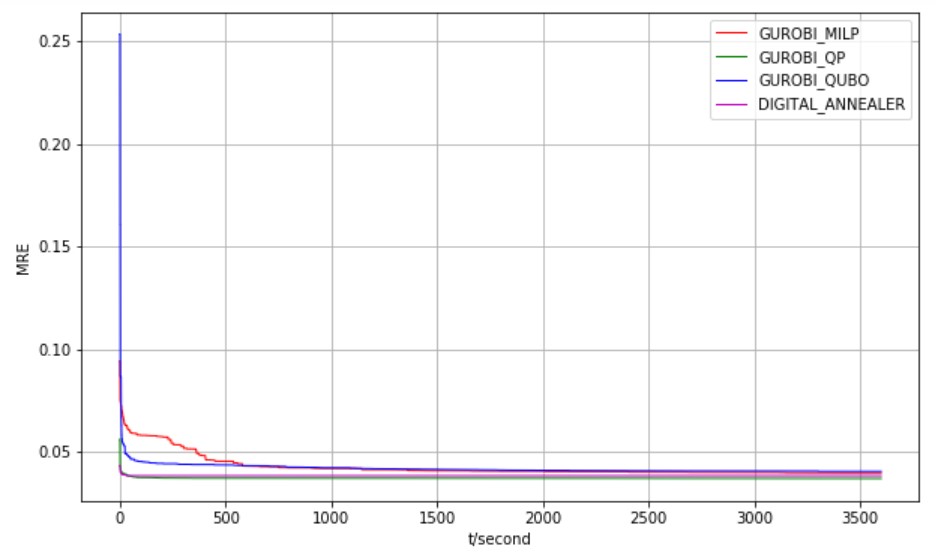 GUROBI_MILP
GUROBI_QP
GUROBI_QUBO
DIGITAL_ANNEALER
0.25
0.20
0.15
0.10
0.05
MRE
0 500 1000 1500 2000 2500 3000 3500
t/second